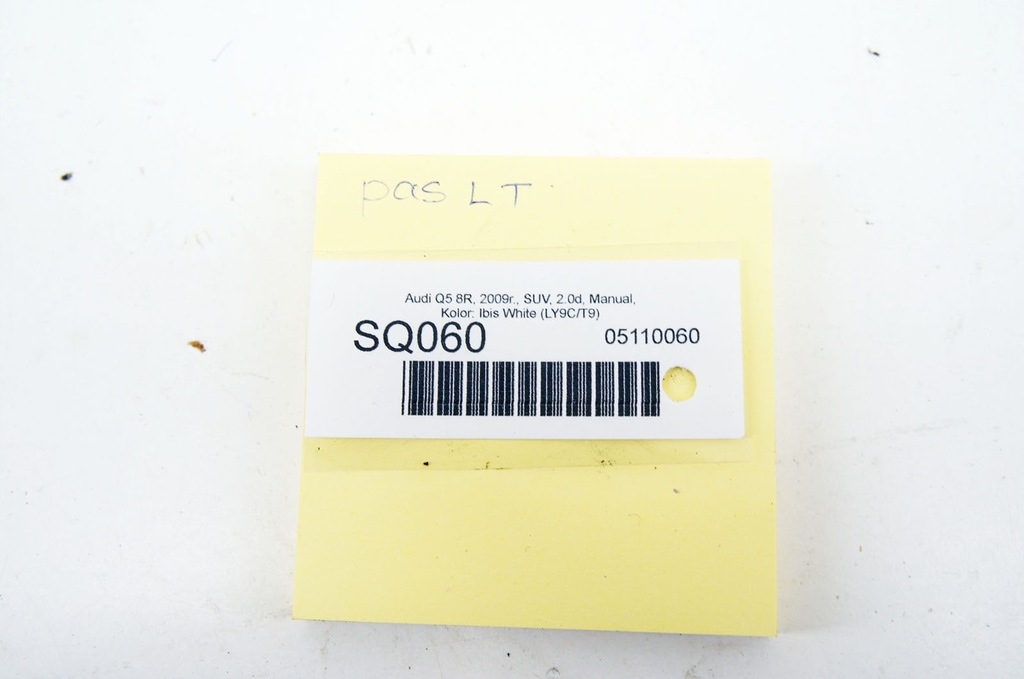 pas LT
Audi Q5 8R, 2009r., SUV, 2.0d, Manual,
Kolor: Ibis White (LY9C/T9)
SQ060
05110060